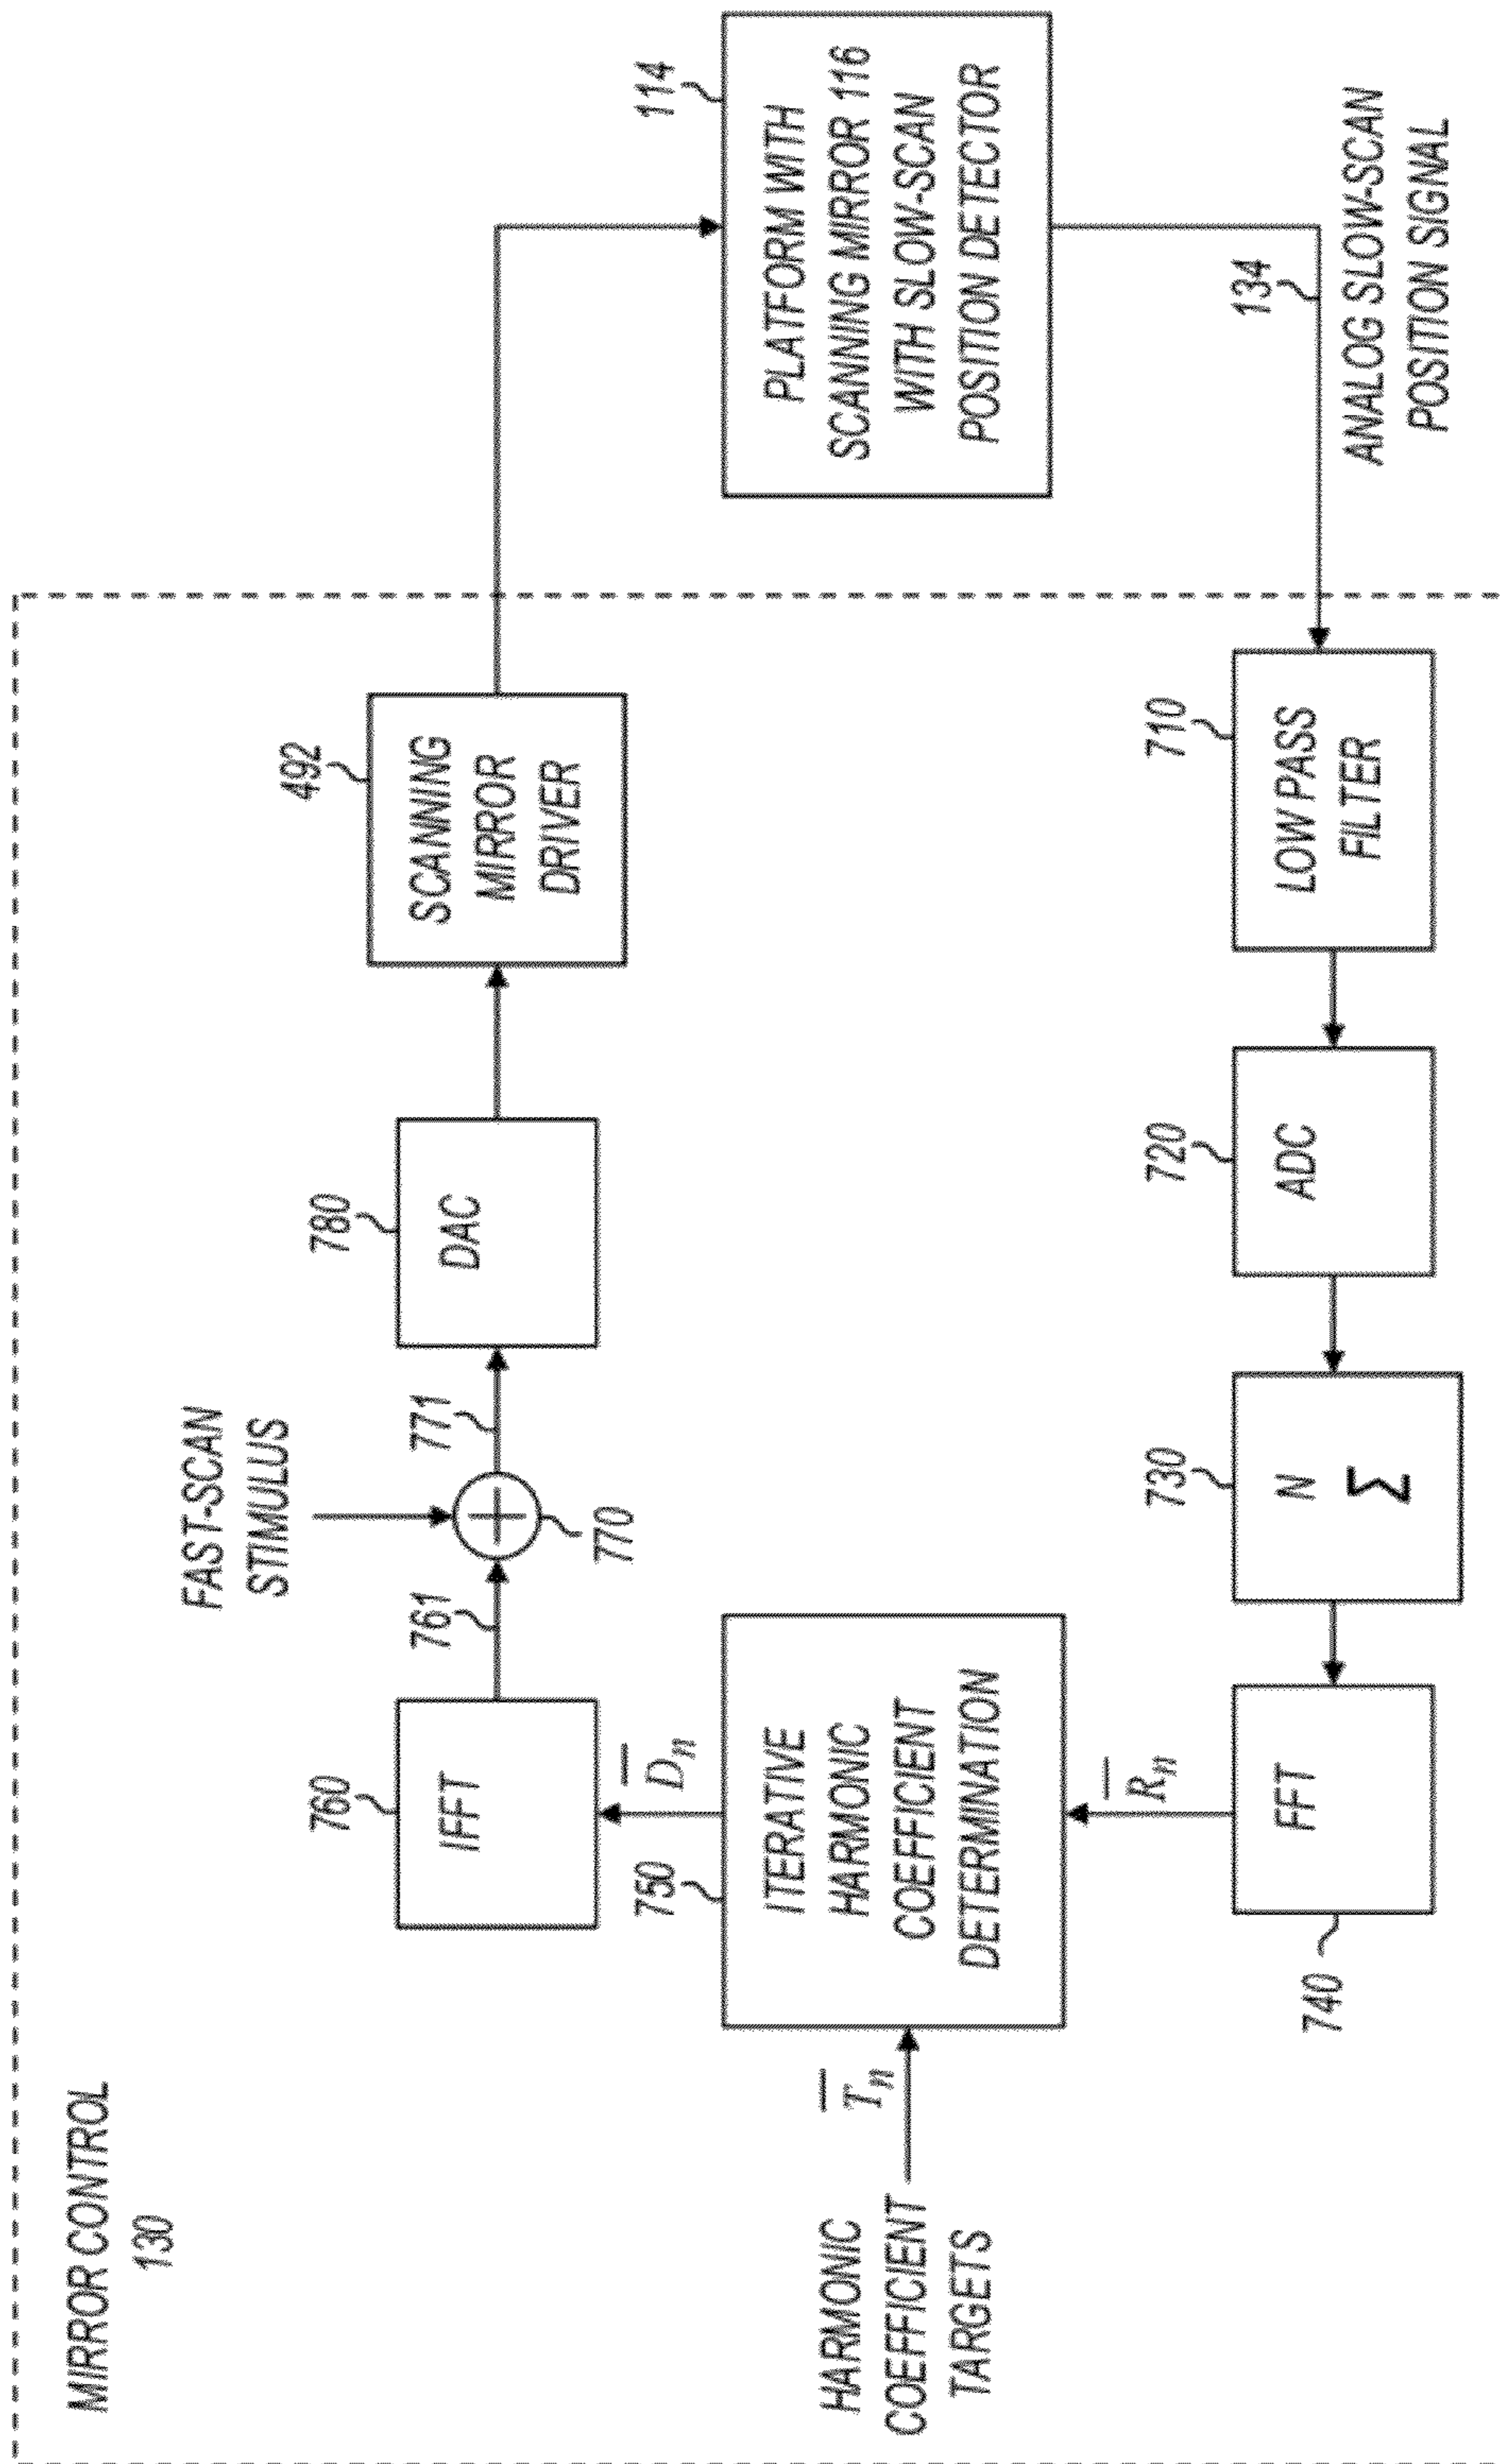 MIRROR CONTROL
130
FAST-SCAN
STIMULUS
760
IFFT
761
770
771
780
DAC
492
SCANNING
MIRROR
DRIVER
114
PLATFORM WITH
SCANNING MIRROR 116
WITH SLOW-SCAN
POSITION DETECTOR
HARMONIC
COEFFICIENT
TARGETS
T̅n
750
D̅n
ITERATIVE
HARMONIC
COEFFICIENT
DETERMINATION
R̅n
740
FFT
730
N
Σ
720
ADC
710
LOW PASS
FILTER
134
ANALOG SLOW-SCAN
POSITION SIGNAL